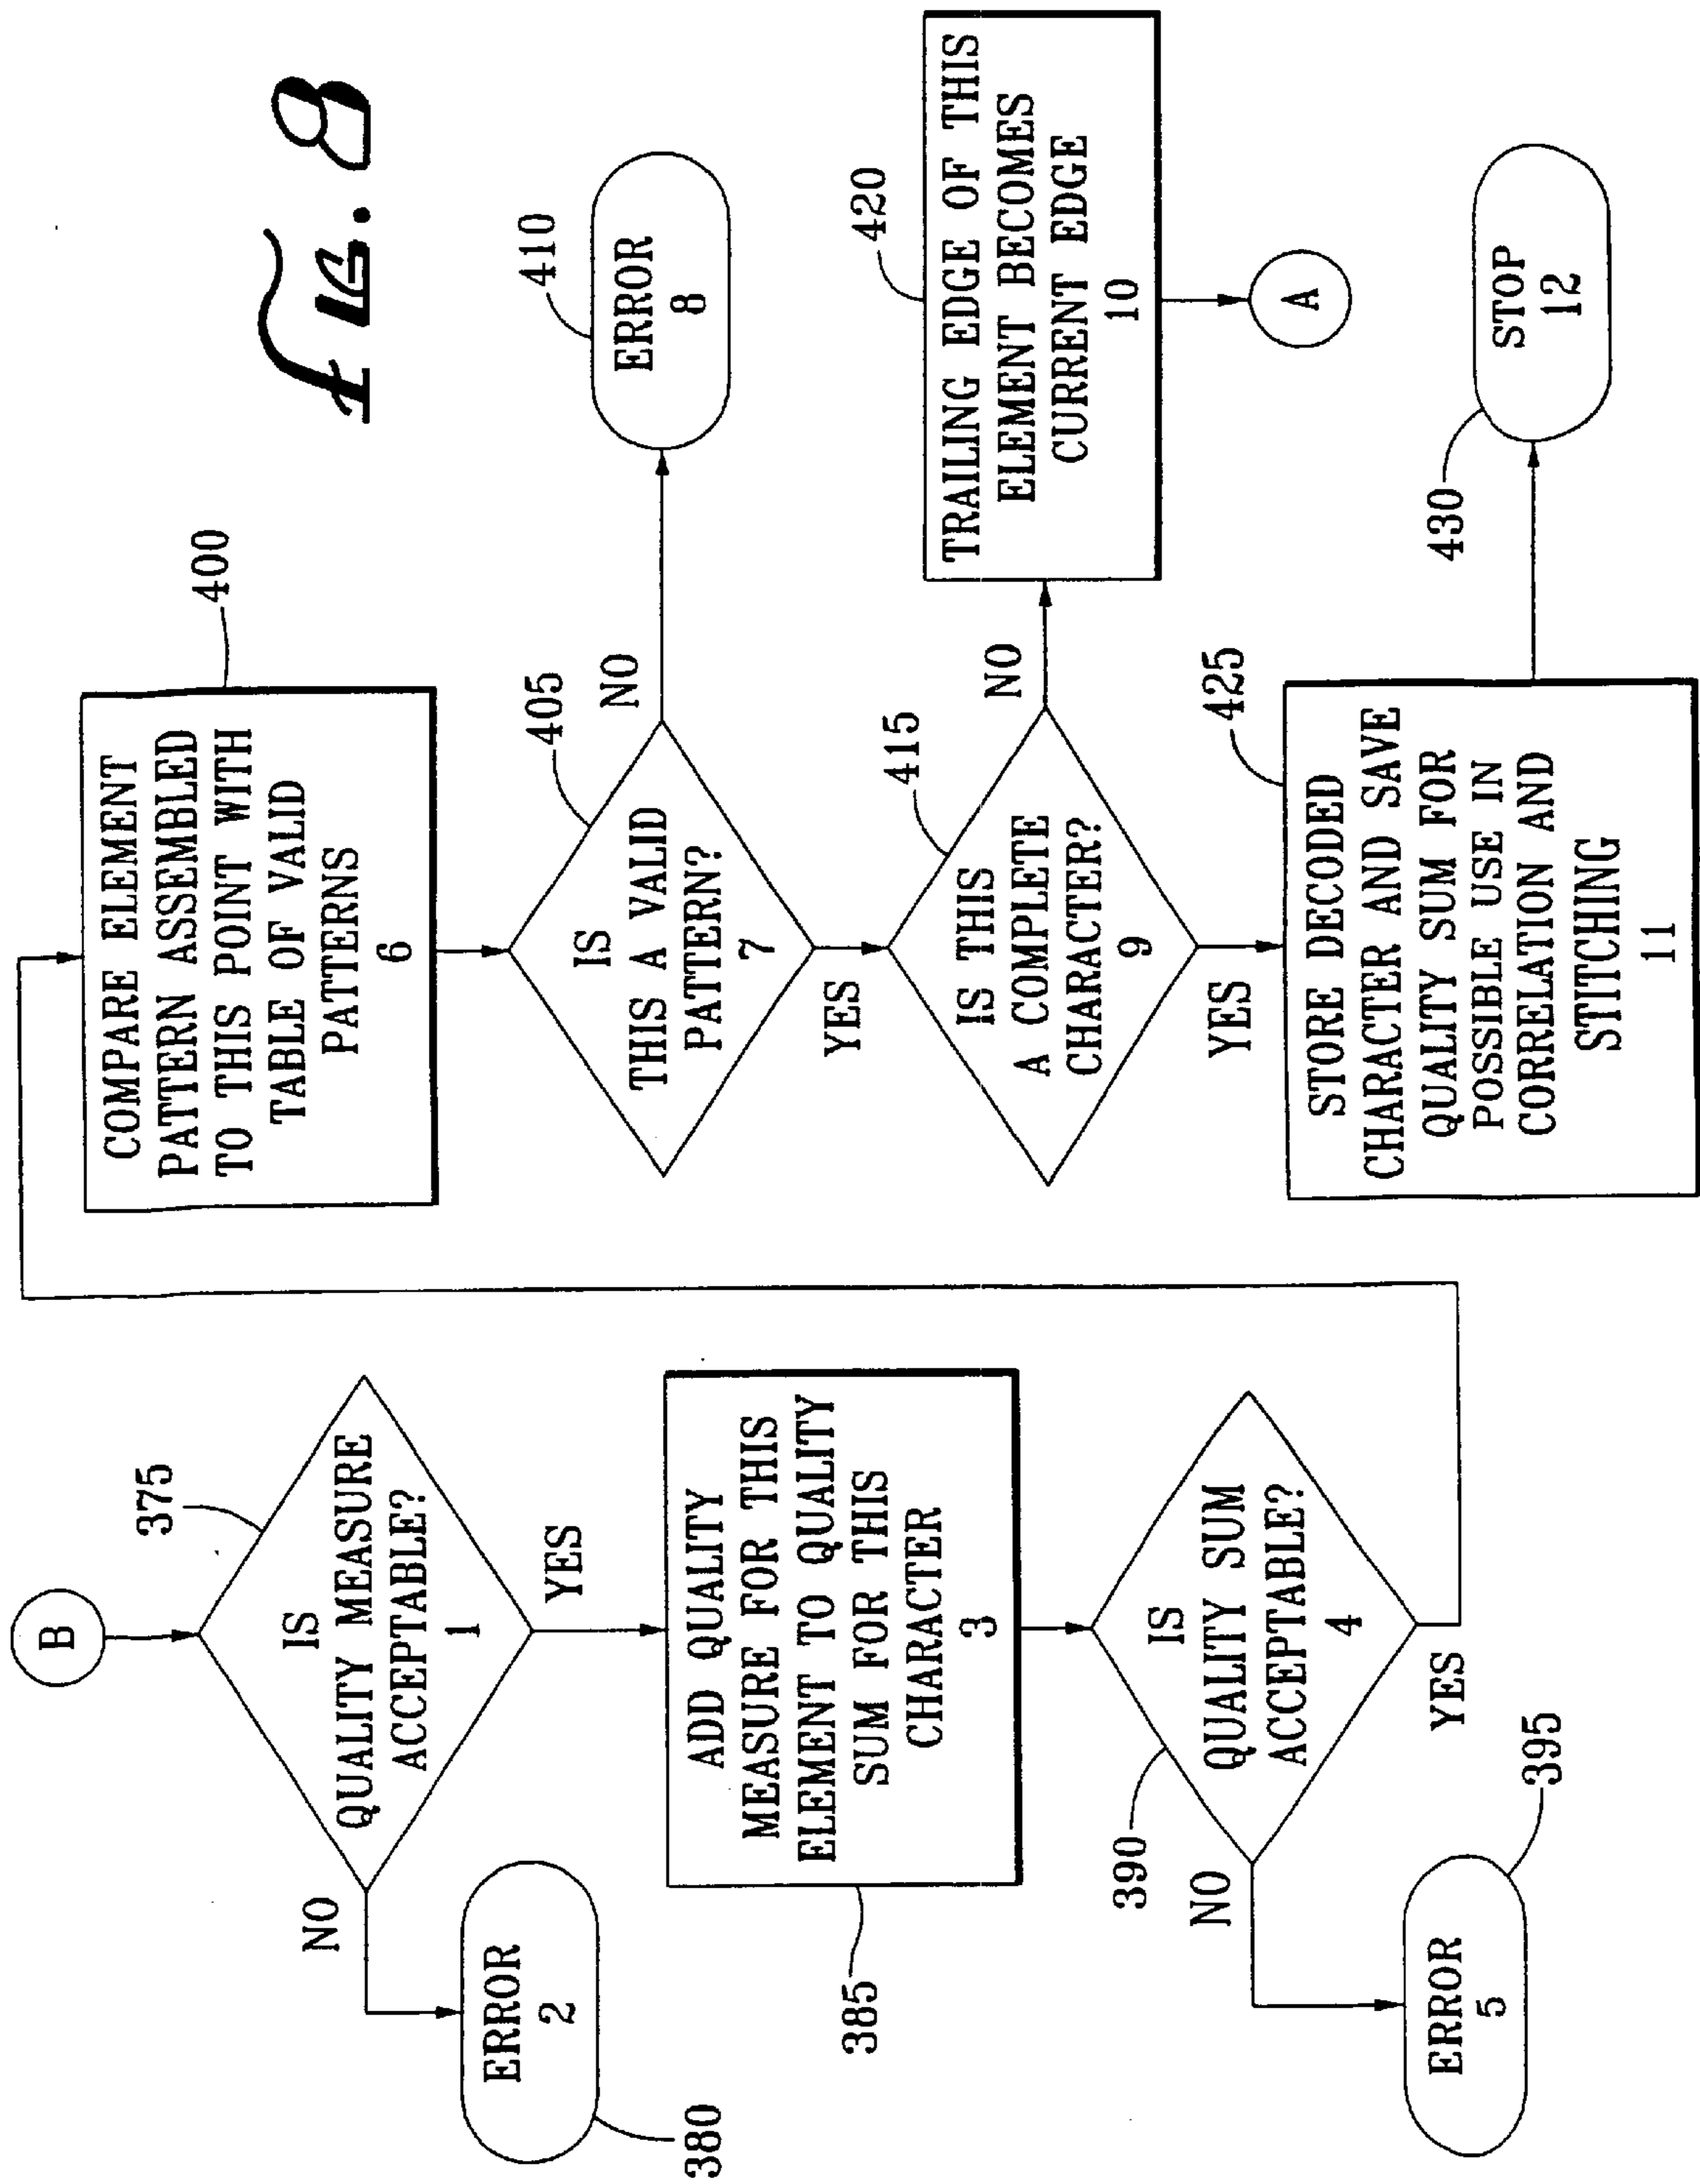 FIG. 8
B
375
IS
QUALITY MEASURE
ACCEPTABLE?
1
NO
YES
ERROR
2
380
ADD QUALITY
MEASURE FOR THIS
ELEMENT TO QUALITY
SUM FOR THIS
CHARACTER
3
385
390
IS
QUALITY SUM
ACCEPTABLE?
4
NO
YES
ERROR
5
395
400
COMPARE ELEMENT
PATTERN ASSEMBLED
TO THIS POINT WITH
TABLE OF VALID
PATTERNS
6
405
IS
THIS A VALID
PATTERN?
7
NO
YES
410
ERROR
8
415
IS THIS
A COMPLETE
CHARACTER?
9
NO
YES
420
TRAILING EDGE OF THIS
ELEMENT BECOMES
CURRENT EDGE
10
A
425
STORE DECODED
CHARACTER AND SAVE
QUALITY SUM FOR
POSSIBLE USE IN
CORRELATION AND
STITCHING
11
430
STOP
12